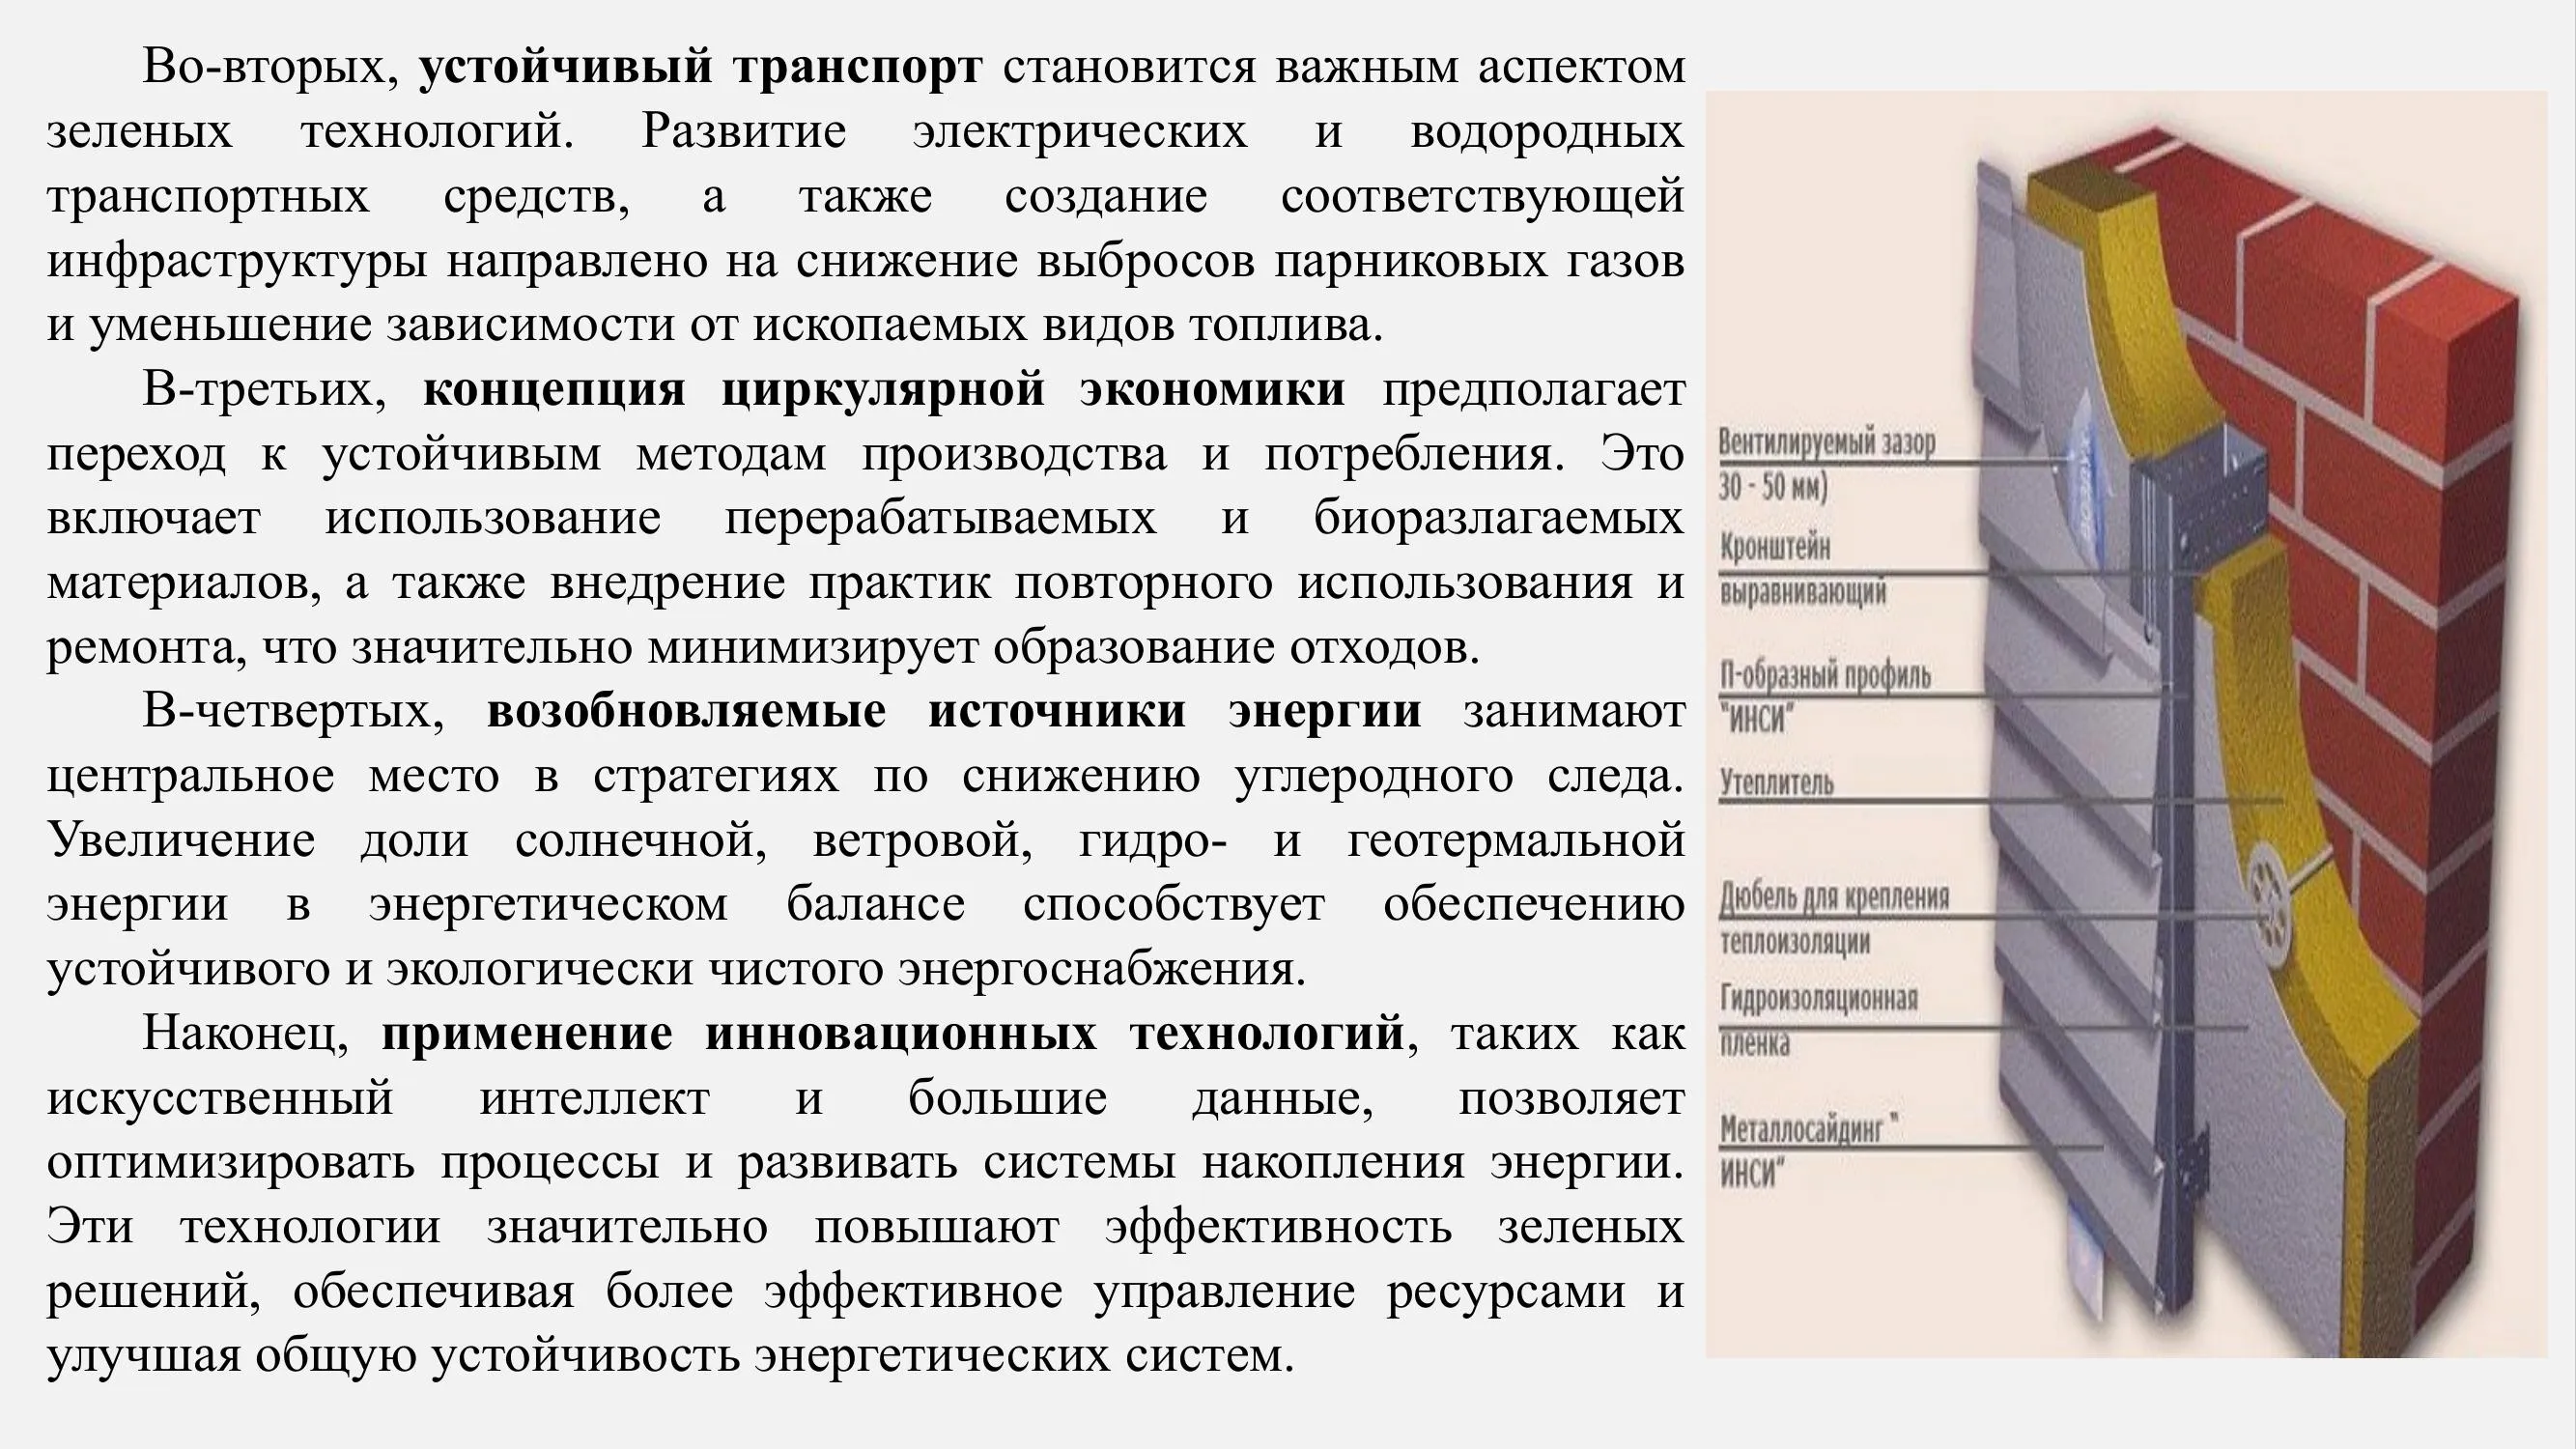 Во-вторых, устойчивый транспорт становится важным аспектом
зеленых технологий. Развитие электрических и водородных
транспортных средств, а также создание соответствующей
инфраструктуры направлено на снижение выбросов парниковых газов
и уменьшение зависимости от ископаемых видов топлива.
В-третьих, концепция циркулярной экономики предполагает
переход к устойчивым методам производства и потребления. Это
включает использование перерабатываемых и биоразлагаемых
материалов, а также внедрение практик повторного использования и
ремонта, что значительно минимизирует образование отходов.
В-четвертых, возобновляемые источники энергии занимают
центральное место в стратегиях по снижению углеродного следа.
Увеличение доли солнечной, ветровой, гидро- и геотермальной
энергии в энергетическом балансе способствует обеспечению
устойчивого и экологически чистого энергоснабжения.
Наконец, применение инновационных технологий, таких как
искусственный интеллект и большие данные, позволяет
оптимизировать процессы и развивать системы накопления энергии.
Эти технологии значительно повышают эффективность зеленых
решений, обеспечивая более эффективное управление ресурсами и
улучшая общую устойчивость энергетических систем.
Вентилируемый зазор
30 - 50 мм)
Кронштейн
выравнивающий
П-образный профиль
"ИНСИ"
Утеплитель
Дюбель для крепления
теплоизоляции
Гидроизоляционная
пленка
Металлосайдинг "
ИНСИ"